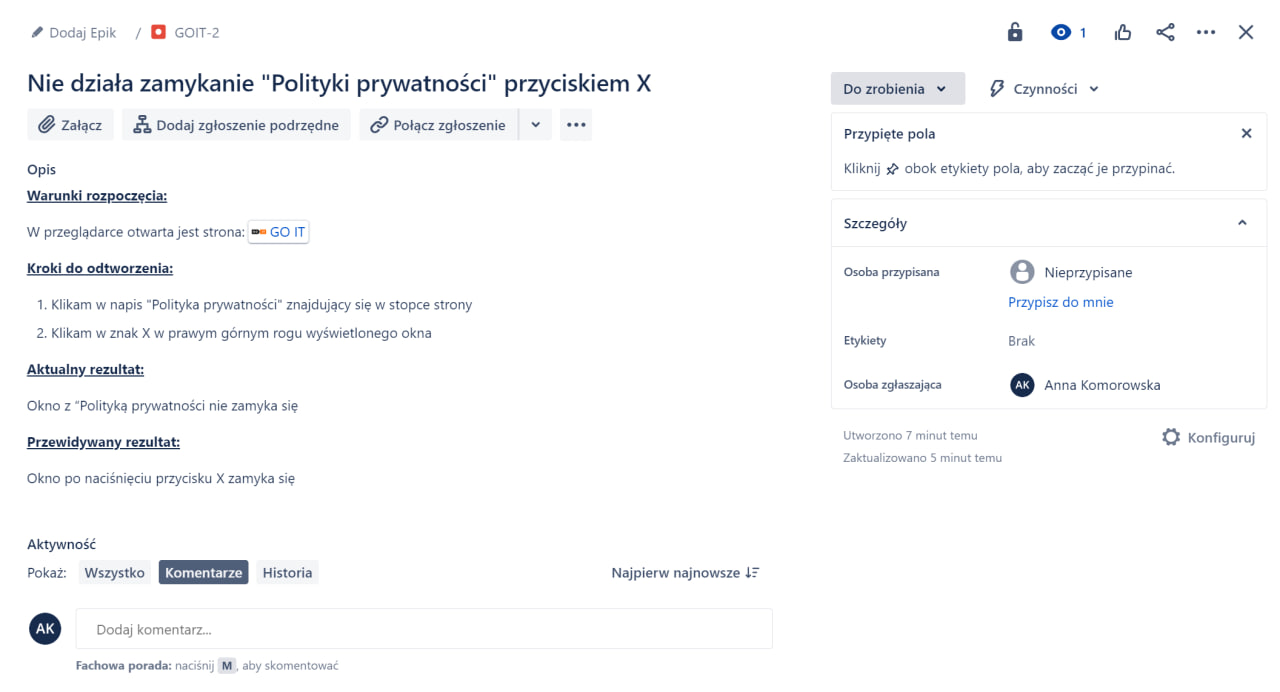 Dodaj Epik / GOIT-2
1
Nie działa zamykanie "Polityki prywatności" przyciskiem X
Załącz
Dodaj zgłoszenie podrzędne
Połącz zgłoszenie
Opis
Warunki rozpoczęcia:
W przeglądarce otwarta jest strona: GO IT
Kroki do odtworzenia:
1. Klikam w napis "Polityka prywatności" znajdujący się w stopce strony
2. Klikam w znak X w prawym górnym rogu wyświetlonego okna
Aktualny rezultat:
Okno z “Polityką prywatności nie zamyka się
Przewidywany rezultat:
Okno po naciśnięciu przycisku X zamyka się
Aktywność
Pokaż: Wszystko Komentarze Historia
Najpierw najnowsze
AK
Dodaj komentarz...
Fachowa porada: naciśnij M, aby skomentować
Do zrobienia
Czynności
Przypięte pola
Kliknij obok etykiety pola, aby zacząć je przypinać.
Szczegóły
Osoba przypisana
Nieprzypisane
Przypisz do mnie
Etykiety
Brak
Osoba zgłaszająca
AK Anna Komorowska
Utworzono 7 minut temu
Zaktualizowano 5 minut temu
Konfiguruj